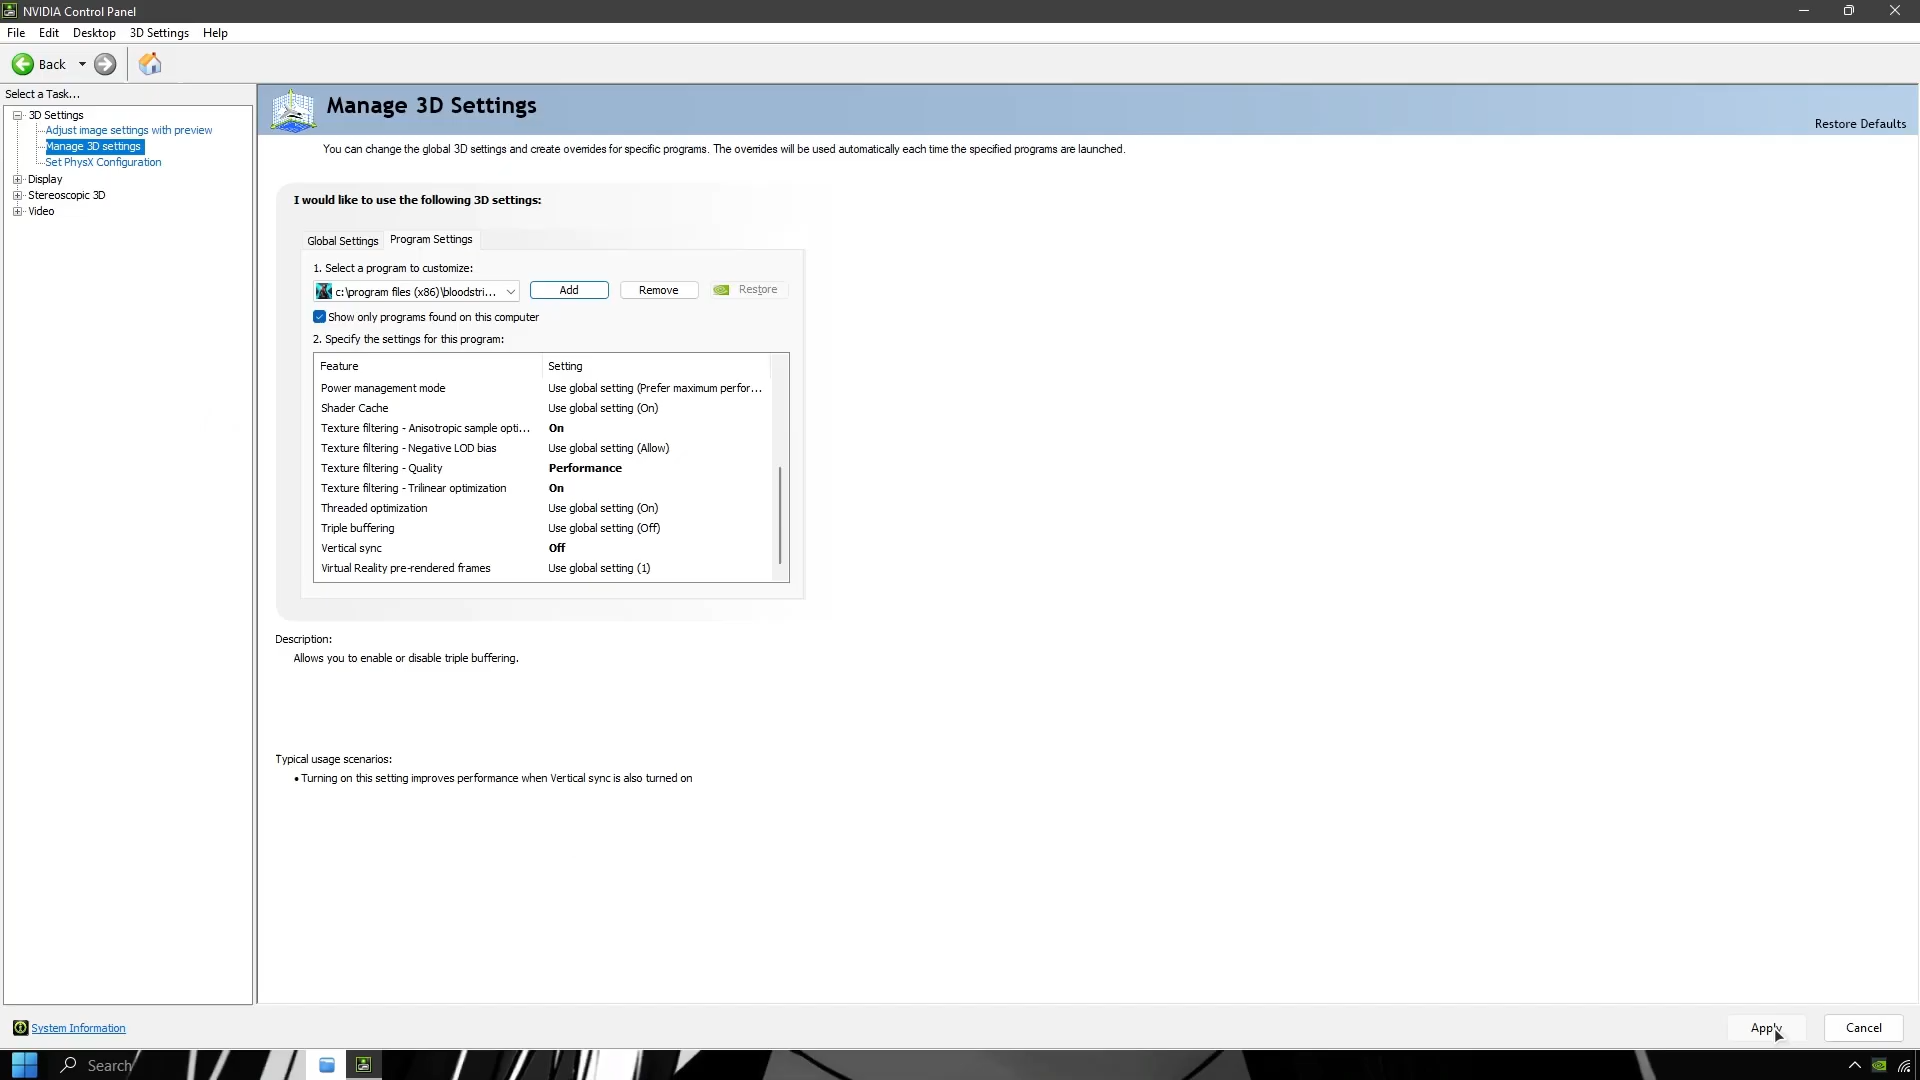 NVIDIA Control Panel
File Edit Desktop 3D Settings Help
Back
Select a Task...
3D Settings
Adjust image settings with preview
Manage 3D settings
Set PhysX Configuration
Display
Stereoscopic 3D
Video
Manage 3D Settings
Restore Defaults
You can change the global 3D settings and create overrides for specific programs. The overrides will be used automatically each time the specified programs are launched.
I would like to use the following 3D settings:
Global Settings Program Settings
1. Select a program to customize:
c:\program files (x86)\bloodstri... Add Remove Restore
Show only programs found on this computer
2. Specify the settings for this program:
Feature Setting
Power management mode Use global setting (Prefer maximum perfor...
Shader Cache Use global setting (On)
Texture filtering - Anisotropic sample opti... On
Texture filtering - Negative LOD bias Use global setting (Allow)
Texture filtering - Quality Performance
Texture filtering - Trilinear optimization On
Threaded optimization Use global setting (On)
Triple buffering Use global setting (Off)
Vertical sync Off
Virtual Reality pre-rendered frames Use global setting (1)
Description:
Allows you to enable or disable triple buffering.
Typical usage scenarios:
• Turning on this setting improves performance when Vertical sync is also turned on
System Information
Apply Cancel
Search